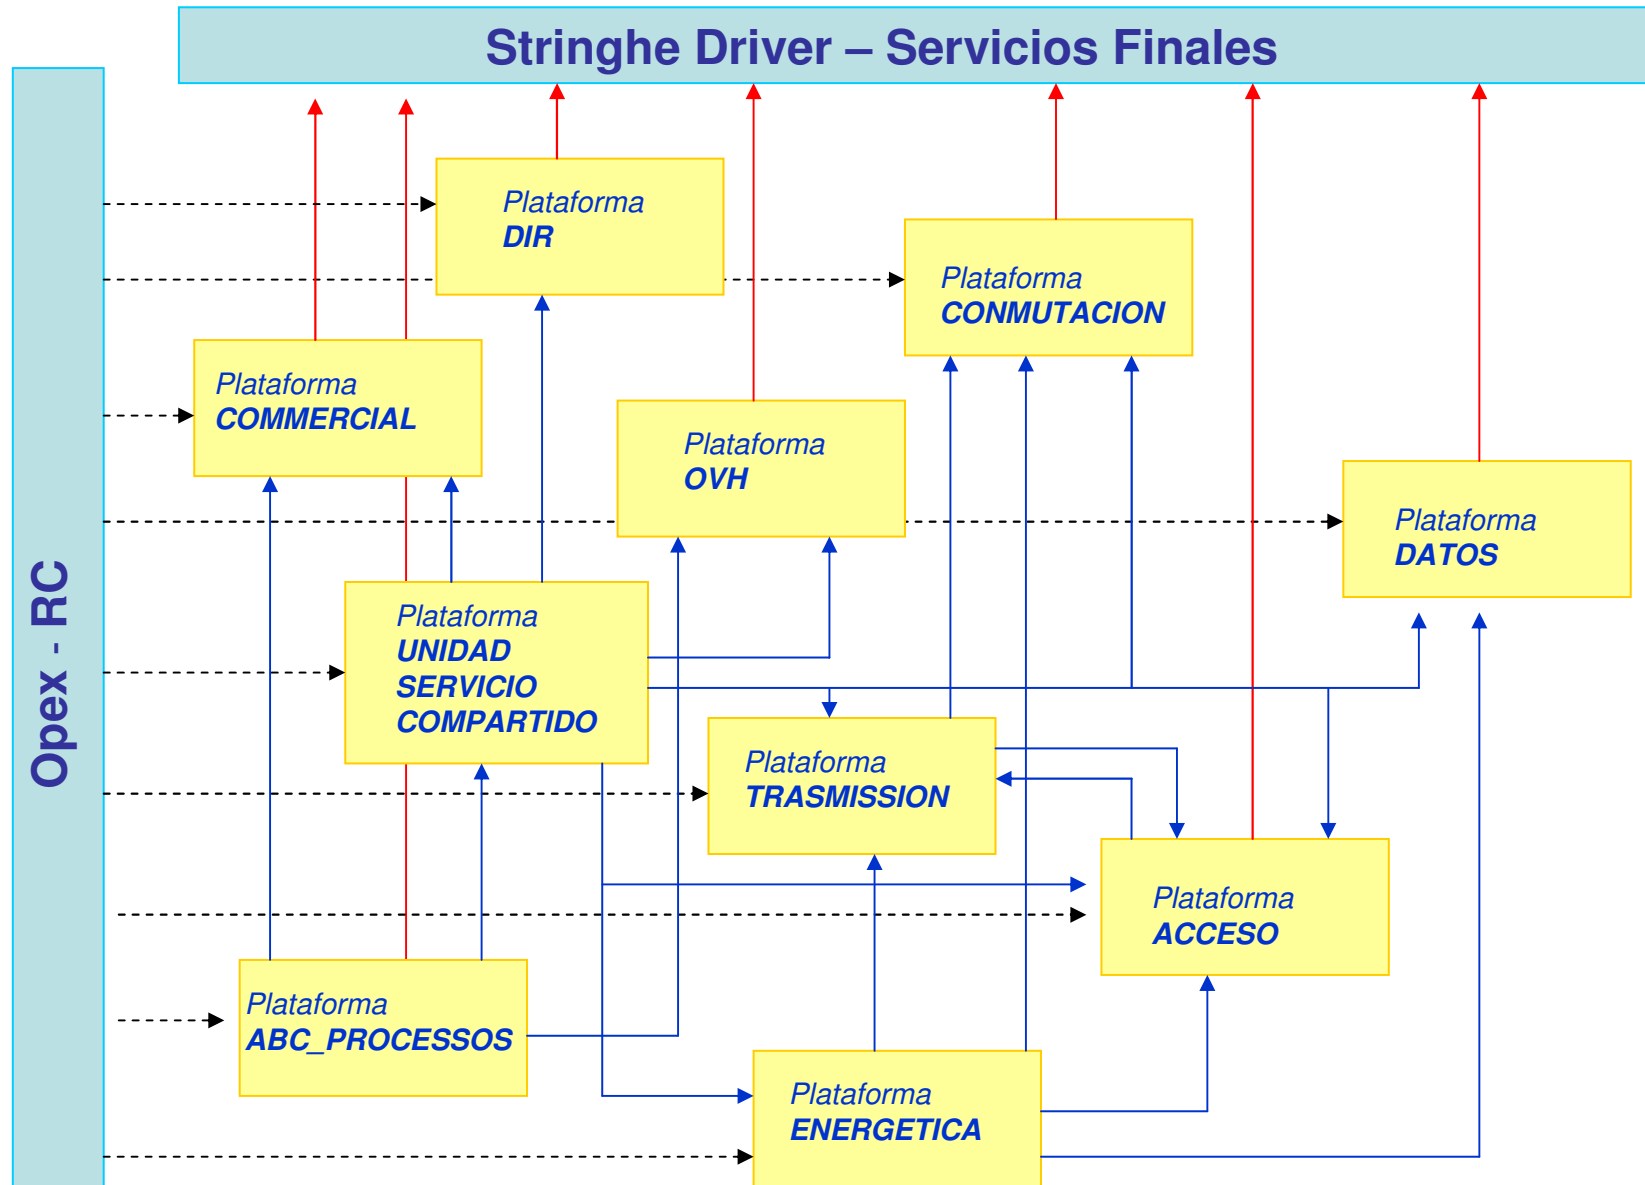 Stringhe Driver – Servicios Finales
Opex - RC
Plataforma
DIR
Plataforma
CONMUTACION
Plataforma
COMMERCIAL
Plataforma
OVH
Plataforma
DATOS
Plataforma
UNIDAD
SERVICIO
COMPARTIDO
Plataforma
TRASMISSION
Plataforma
ACCESO
Plataforma
ABC_PROCESSOS
Plataforma
ENERGETICA